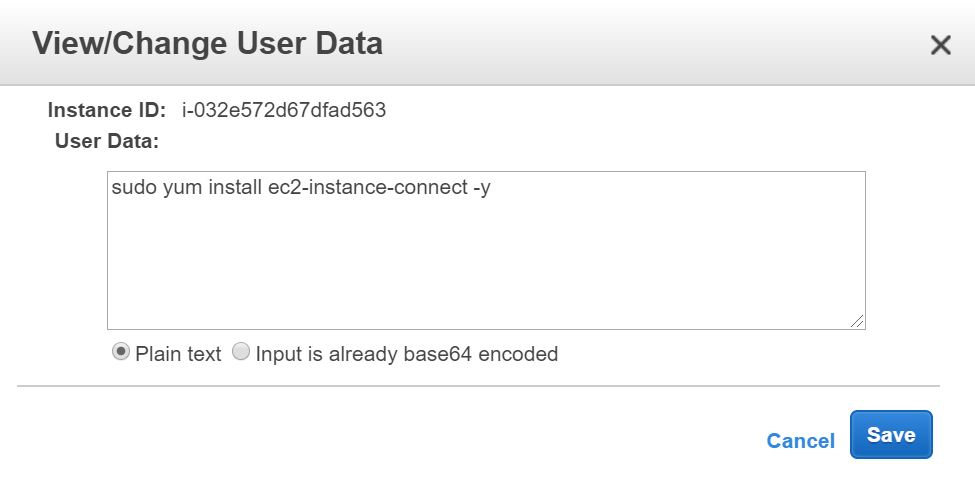 View/Change User Data
Instance ID: i-032e572d67dfad563
User Data:
sudo yum install ec2-instance-connect -y
Plain text Input is already base64 encoded
Cancel Save